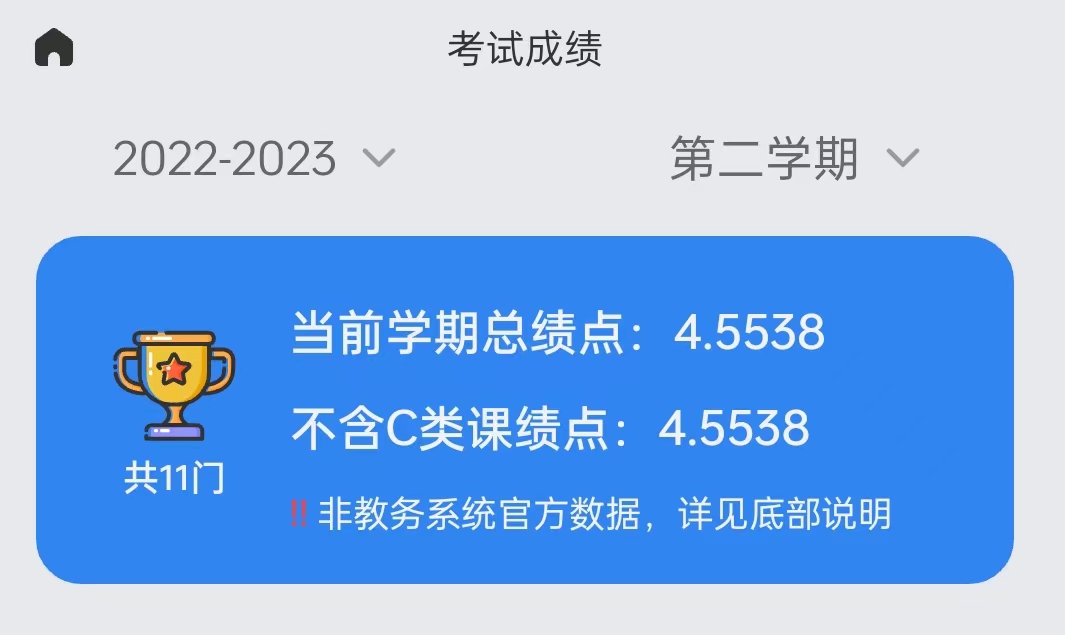 考试成绩
2022-2023 第二学期
当前学期总绩点：4.5538
不含C类课绩点：4.5538
共11门
‼非教务系统官方数据，详见底部说明